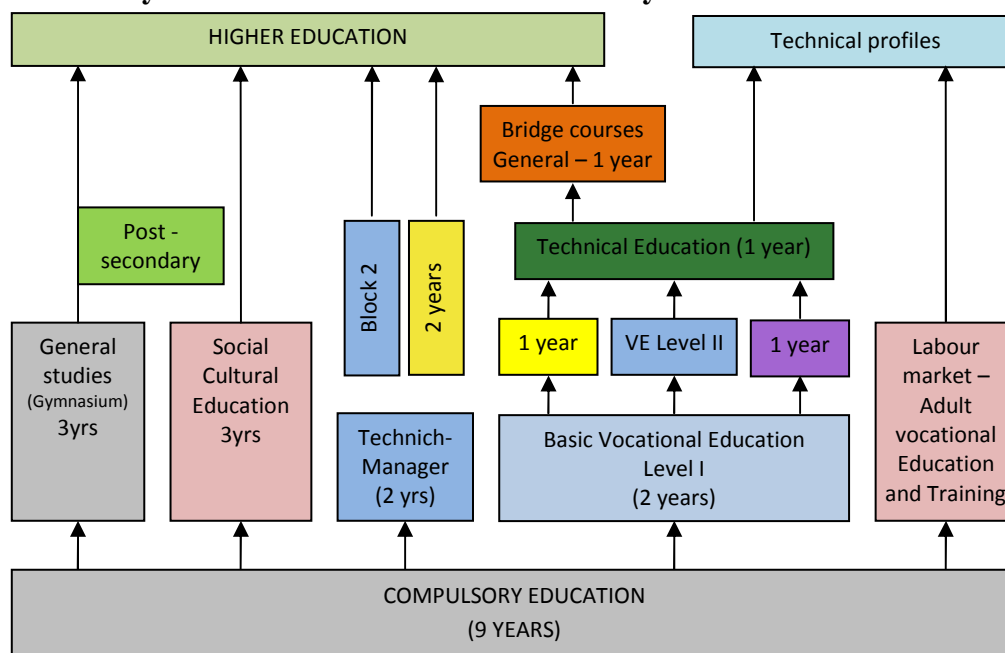 HIGHER EDUCATION
Technical profiles
Bridge courses
General – 1 year
Post -
secondary
Block 2
2 years
Technical Education (1 year)
General
studies
(Gymnasium)
3yrs
Social
Cultural
Education
3yrs
1 year
VE Level II
1 year
Labour
market –
Adult
vocational
Education
and Training
Technich-
Manager
(2 yrs)
Basic Vocational Education
Level I
(2 years)
COMPULSORY EDUCATION
(9 YEARS)